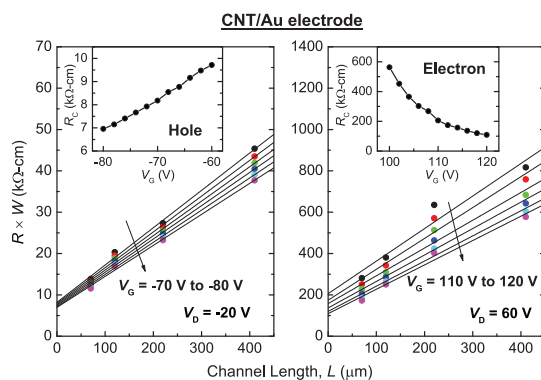 CNT/Au electrode
R × W (kΩ-cm)
70
60
50
40
30
20
10
0
0 100 200 300 400
R_C (kΩ-cm)
10
9
8
7
6
-80 -70 -60
V_G (V)
Hole
V_G = -70 V to -80 V
V_D = -20 V
1400
1200
1000
800
600
400
200
0
0 100 200 300 400
R_C (kΩ-cm)
600
400
200
0
100 110 120
V_G (V)
Electron
V_G = 110 V to 120 V
V_D = 60 V
Channel Length, L (μm)